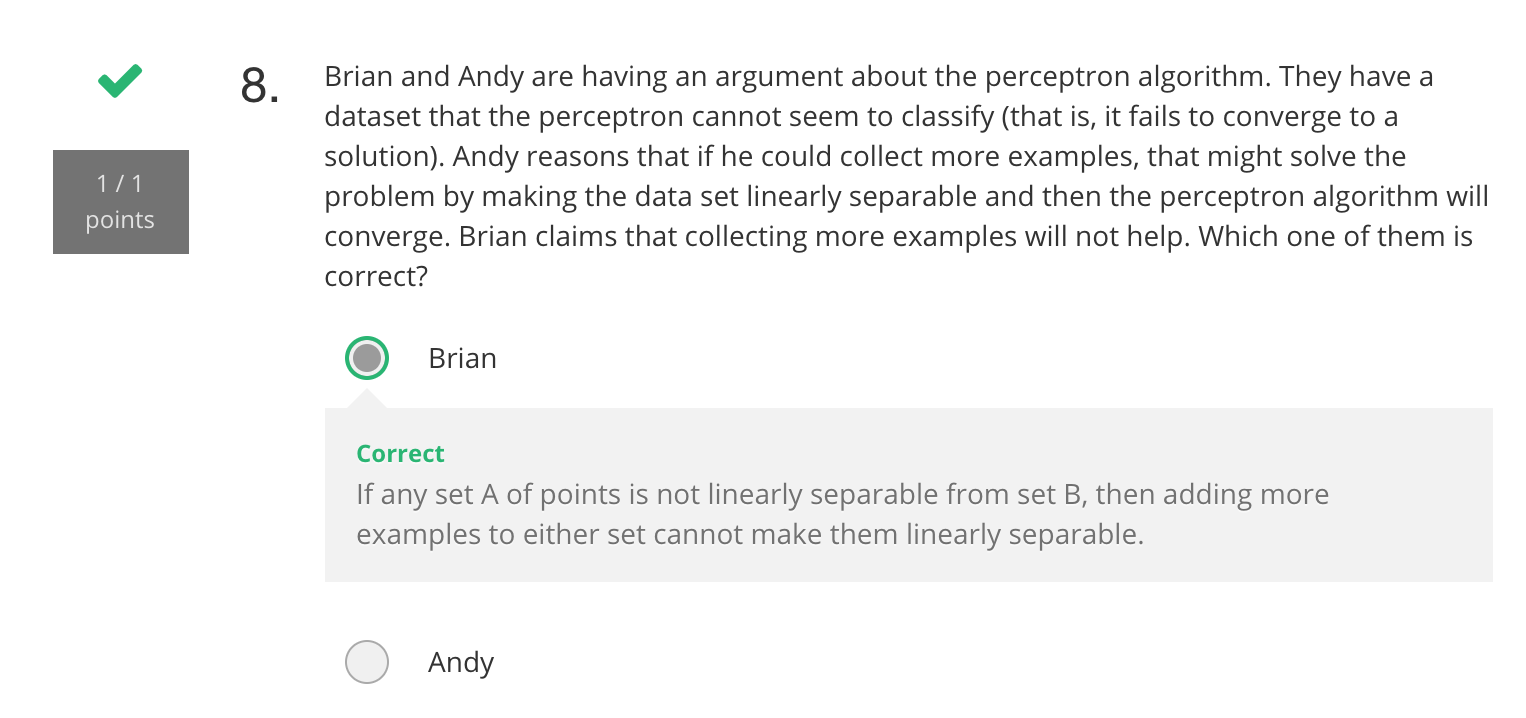 8.
Brian and Andy are having an argument about the perceptron algorithm. They have a
dataset that the perceptron cannot seem to classify (that is, it fails to converge to a
solution). Andy reasons that if he could collect more examples, that might solve the
problem by making the data set linearly separable and then the perceptron algorithm will
converge. Brian claims that collecting more examples will not help. Which one of them is
correct?
1 / 1
points
Brian
Correct
If any set A of points is not linearly separable from set B, then adding more
examples to either set cannot make them linearly separable.
Andy